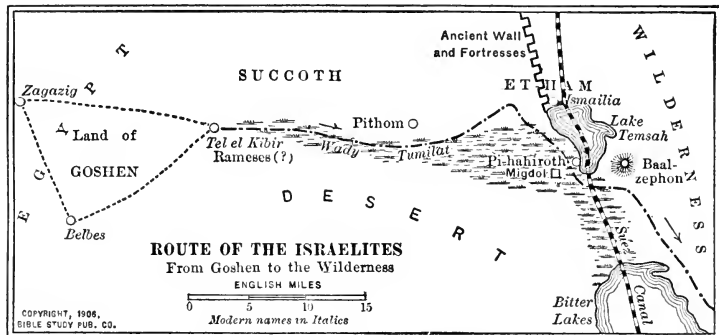 Ancient Wall
and Fortresses
WILDERNESS
EGYPT
SUCCOTH
ETHAM
Ismailia
Zagazig
Lake
Temsah
Pithom
Land of
GOSHEN
Tel el Kibir
Rameses (?)
Wady Tumilat
Pi-hahiroth
Migdol
Baal-
zephon
DESERT
Belbes
ROUTE OF THE ISRAELITES
From Goshen to the Wilderness
ENGLISH MILES
0 5 10 15
Modern names in Italics
Suez Canal
Bitter
Lakes
COPYRIGHT, 1906,
BIBLE STUDY PUB. CO.